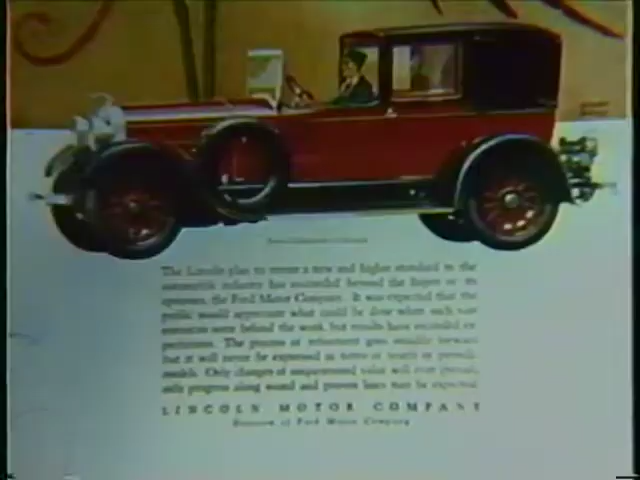 The Lincoln plan to create a new and higher standard in the
automobile industry has succeeded beyond the hopes of its
sponsors, the Ford Motor Company. It was expected that the
public would appreciate what could be done when such
resources were behind the work, but results have exceeded ex-
pectations. The process of refinement goes steadily forward
but it will never be expressed in terms of yearly or periodic
models. Only changes of unquestioned value will ever prevail,
safe progress along sound and proven lines may be expected
LINCOLN MOTOR COMPANY
Division of Ford Motor Company